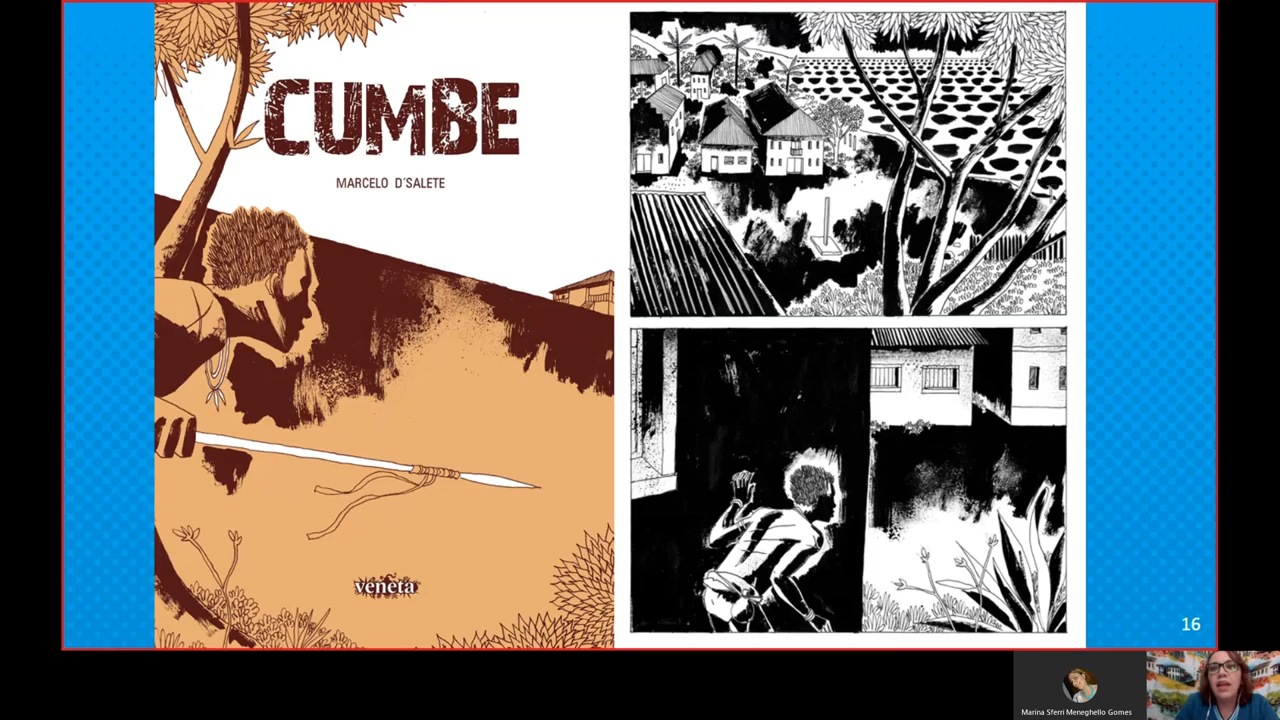 CUMBE
MARCELO D'SALETE
veneta
16
Marina Sferri Meneghello Gomes